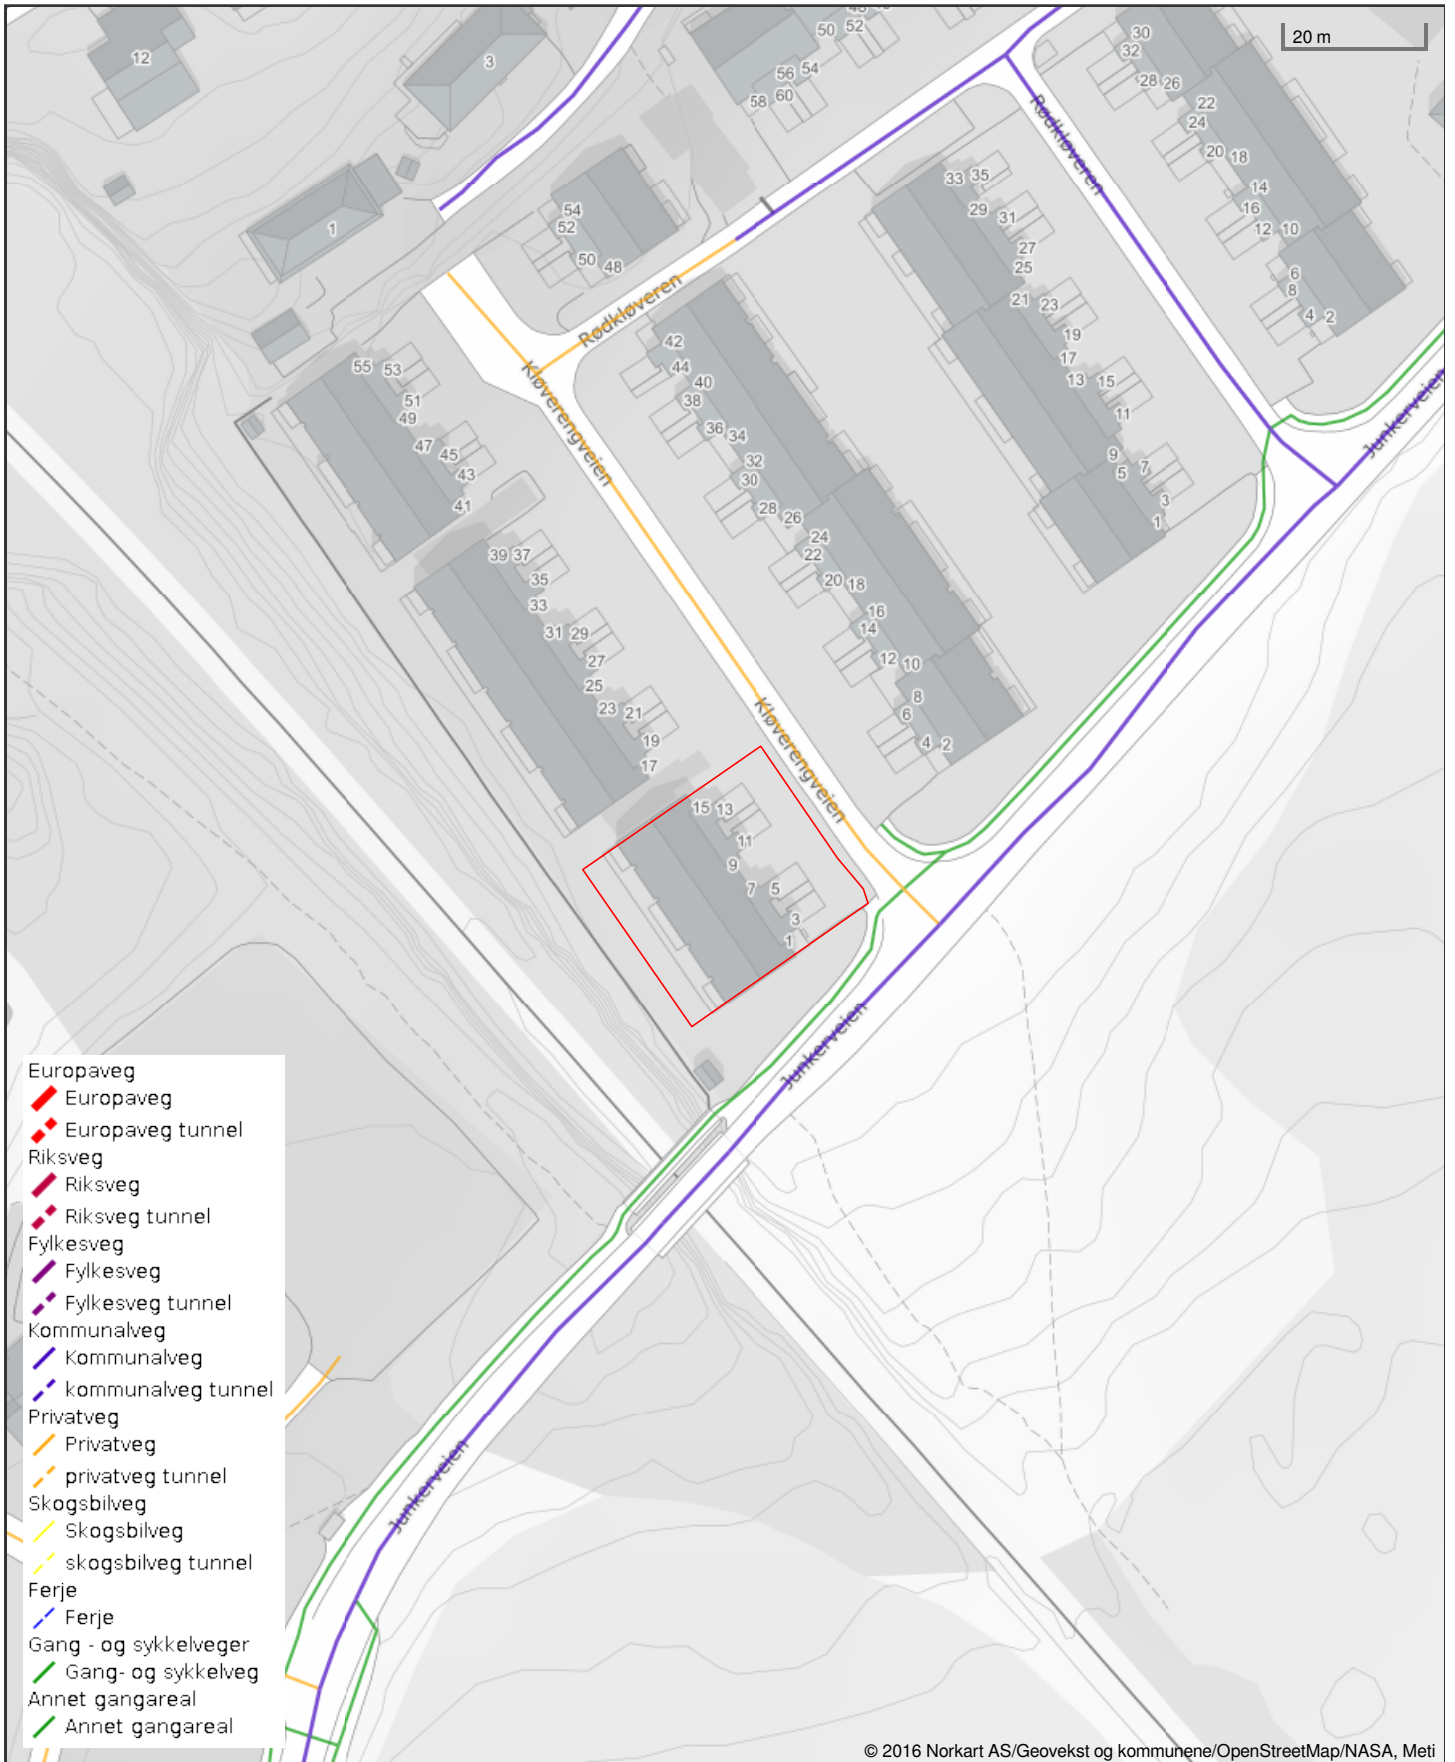 20 m
12
3
50
52
56
54
58
60
30
32
28
26
22
24
20
18
14
16
12
10
6
8
4
2
Rødkløveren
33
35
29
31
27
25
21
23
19
17
13
15
11
9
7
5
3
1
1
54
52
50
48
Rødkløveren
42
44
40
38
36
34
32
30
28
26
24
22
20
18
16
14
12
10
8
6
4
2
Kløverengveien
55
53
51
49
47
45
43
41
39
37
35
33
31
29
27
25
23
21
19
17
Kløverengveien
15
13
11
9
7
5
3
1
Junkerveien
Junkerveien
Junkerveien
Europaveg
Europaveg
Europaveg tunnel
Riksveg
Riksveg
Riksveg tunnel
Fylkesveg
Fylkesveg
Fylkesveg tunnel
Kommunalveg
Kommunalveg
kommunalveg tunnel
Privatveg
Privatveg
privatveg tunnel
Skogsbilveg
Skogsbilveg
skogsbilveg tunnel
Ferje
Ferje
Gang - og sykkelveger
Gang- og sykkelveg
Annet gangareal
Annet gangareal
© 2016 Norkart AS/Geovekst og kommunene/OpenStreetMap/NASA, Meti